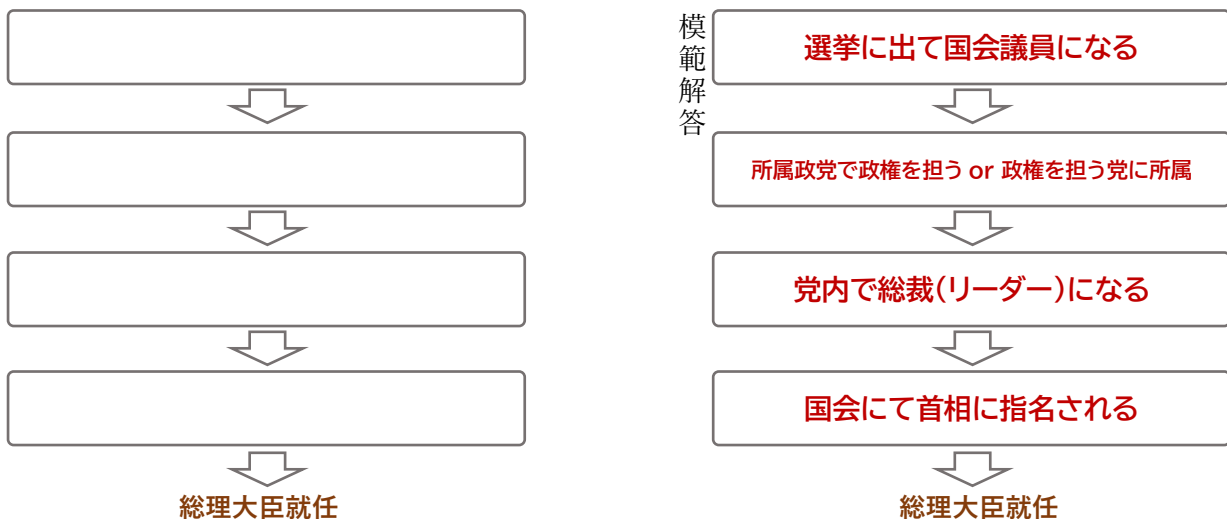 総理大臣就任
模範解答
選挙に出て国会議員になる
所属政党で政権を担う or 政権を担う党に所属
党内で総裁(リーダー)になる
国会にて首相に指名される
総理大臣就任